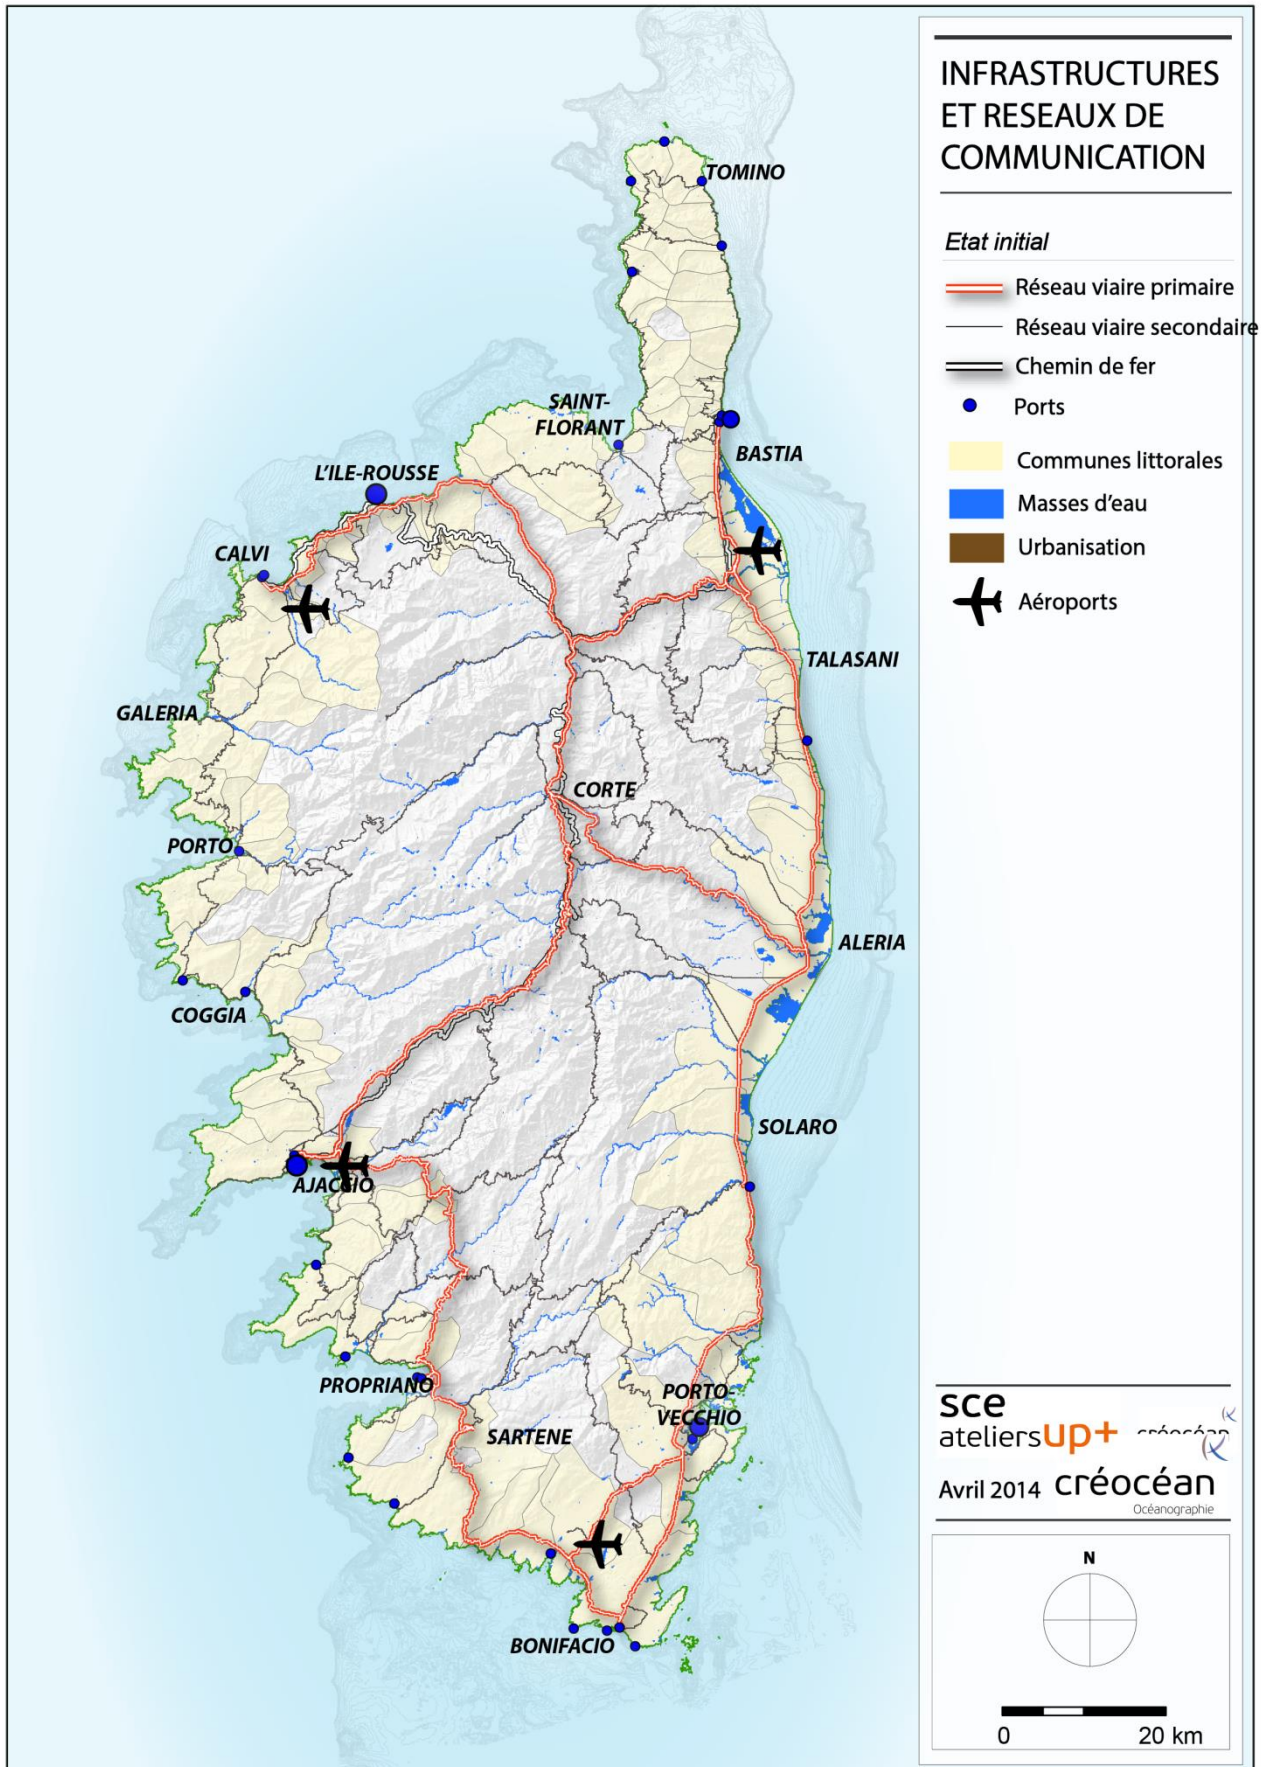 INFRASTRUCTURES
ET RESEAUX DE
COMMUNICATION
Etat initial
Réseau viaire primaire
Réseau viaire secondaire
Chemin de fer
Ports
Communes littorales
Masses d'eau
Urbanisation
Aéroports
TOMINO
SAINT-
FLORANT
BASTIA
L'ILE-ROUSSE
CALVI
TALASANI
GALERIA
CORTE
PORTO
ALERIA
COGGIA
SOLARO
AJACCIO
PROPRIANO
PORTO-
VECCHIO
SARTENE
BONIFACIO
sce
ateliersup+ créocéan
Avril 2014 créocéan
Océanographie
N
0 20 km